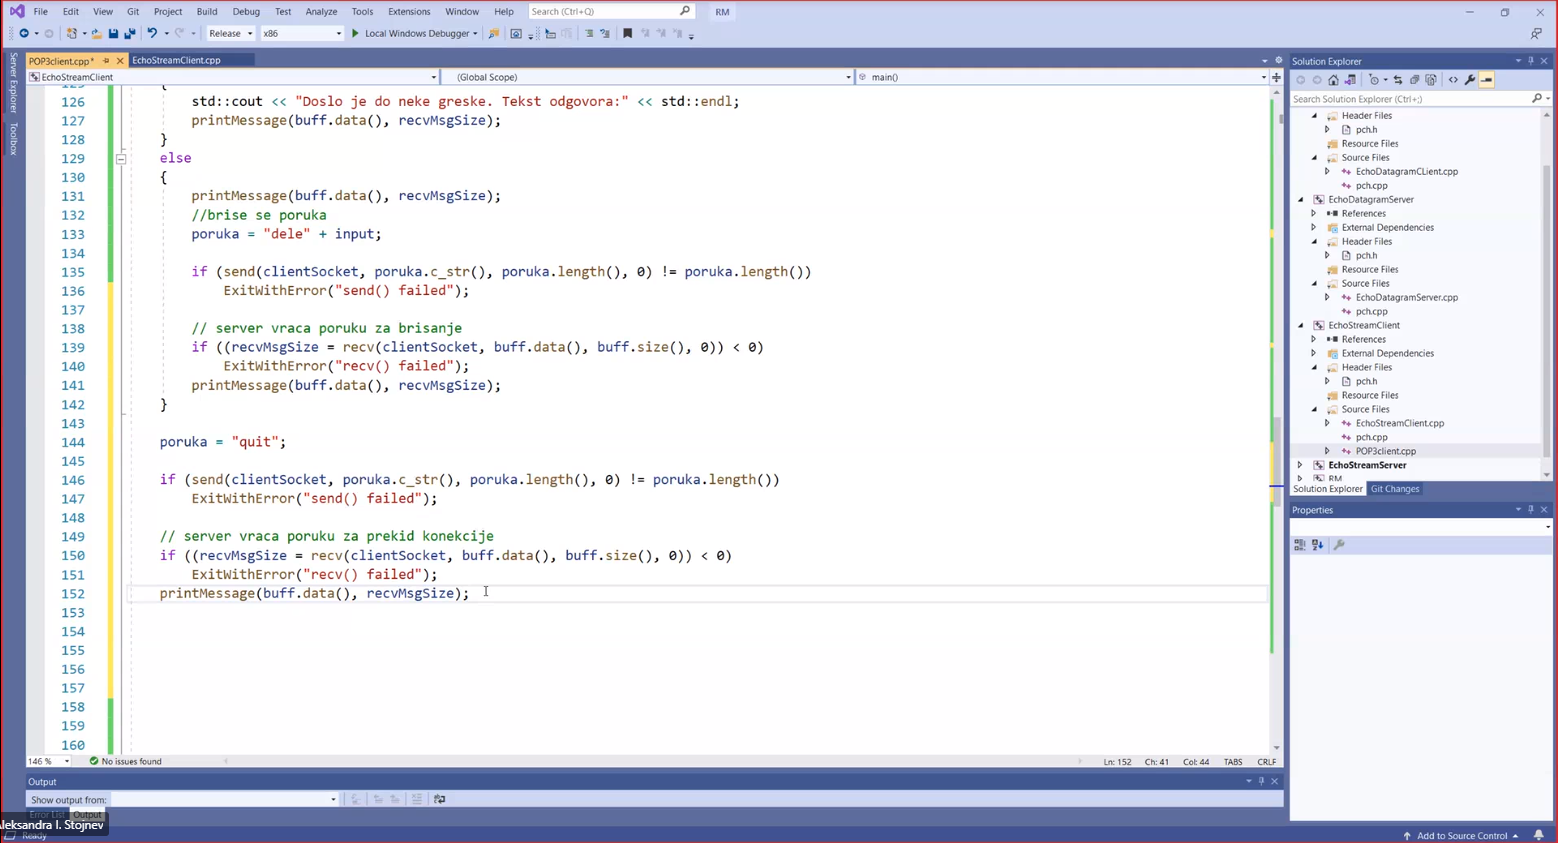 File Edit View Git Project Build Debug Test Analyze Tools Extensions Window Help Search (Ctrl+Q) RM
Release x86 Local Windows Debugger
POP3client.cpp* EchoStreamClient.cpp
EchoStreamClient (Global Scope) main()
Server Explorer
Toolbox
126 std::cout << "Doslo je do neke greske. Tekst odgovora:" << std::endl;
127 printMessage(buff.data(), recvMsgSize);
128 }
129 else
130 {
131 printMessage(buff.data(), recvMsgSize);
132 //brise se poruka
133 poruka = "dele" + input;
134
135 if (send(clientSocket, poruka.c_str(), poruka.length(), 0) != poruka.length())
136 ExitWithError("send() failed");
137
138 // server vraca poruku za brisanje
139 if ((recvMsgSize = recv(clientSocket, buff.data(), buff.size(), 0)) < 0)
140 ExitWithError("recv() failed");
141 printMessage(buff.data(), recvMsgSize);
142 }
143
144 poruka = "quit";
145
146 if (send(clientSocket, poruka.c_str(), poruka.length(), 0) != poruka.length())
147 ExitWithError("send() failed");
148
149 // server vraca poruku za prekid konekcije
150 if ((recvMsgSize = recv(clientSocket, buff.data(), buff.size(), 0)) < 0)
151 ExitWithError("recv() failed");
152 printMessage(buff.data(), recvMsgSize);
153
154
155
156
157
158
159
160
146 % No issues found Ln: 152 Ch: 41 Col: 44 TABS CRLF
Output
Show output from:
Error List Output
Aleksandra I. Stojnev
Ready
Solution Explorer
Search Solution Explorer (Ctrl+;)
Header Files
pch.h
Resource Files
Source Files
EchoDatagramCLient.cpp
pch.cpp
EchoDatagramServer
References
External Dependencies
Header Files
pch.h
Resource Files
Source Files
EchoDatagramServer.cpp
pch.cpp
EchoStreamClient
References
External Dependencies
Header Files
pch.h
Resource Files
Source Files
EchoStreamClient.cpp
pch.cpp
POP3client.cpp
EchoStreamServer
RM
Solution Explorer Git Changes
Properties
Add to Source Control